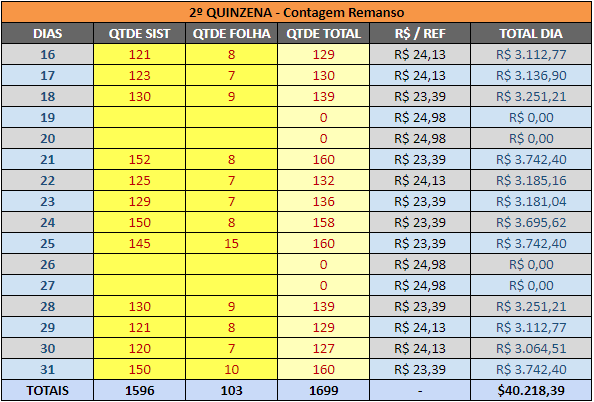 2º QUINZENA - Contagem Remanso
DIAS QTDE SIST QTDE FOLHA QTDE TOTAL R$ / REF TOTAL DIA
16 121 8 129 R$ 24,13 R$ 3.112,77
17 123 7 130 R$ 24,13 R$ 3.136,90
18 130 9 139 R$ 23,39 R$ 3.251,21
19 0 R$ 24,98 R$ 0,00
20 0 R$ 24,98 R$ 0,00
21 152 8 160 R$ 23,39 R$ 3.742,40
22 125 7 132 R$ 24,13 R$ 3.185,16
23 129 7 136 R$ 23,39 R$ 3.181,04
24 150 8 158 R$ 23,39 R$ 3.695,62
25 145 15 160 R$ 23,39 R$ 3.742,40
26 0 R$ 24,98 R$ 0,00
27 0 R$ 24,98 R$ 0,00
28 130 9 139 R$ 23,39 R$ 3.251,21
29 121 8 129 R$ 24,13 R$ 3.112,77
30 120 7 127 R$ 24,13 R$ 3.064,51
31 150 10 160 R$ 23,39 R$ 3.742,40
TOTAIS 1596 103 1699 - $40.218,39